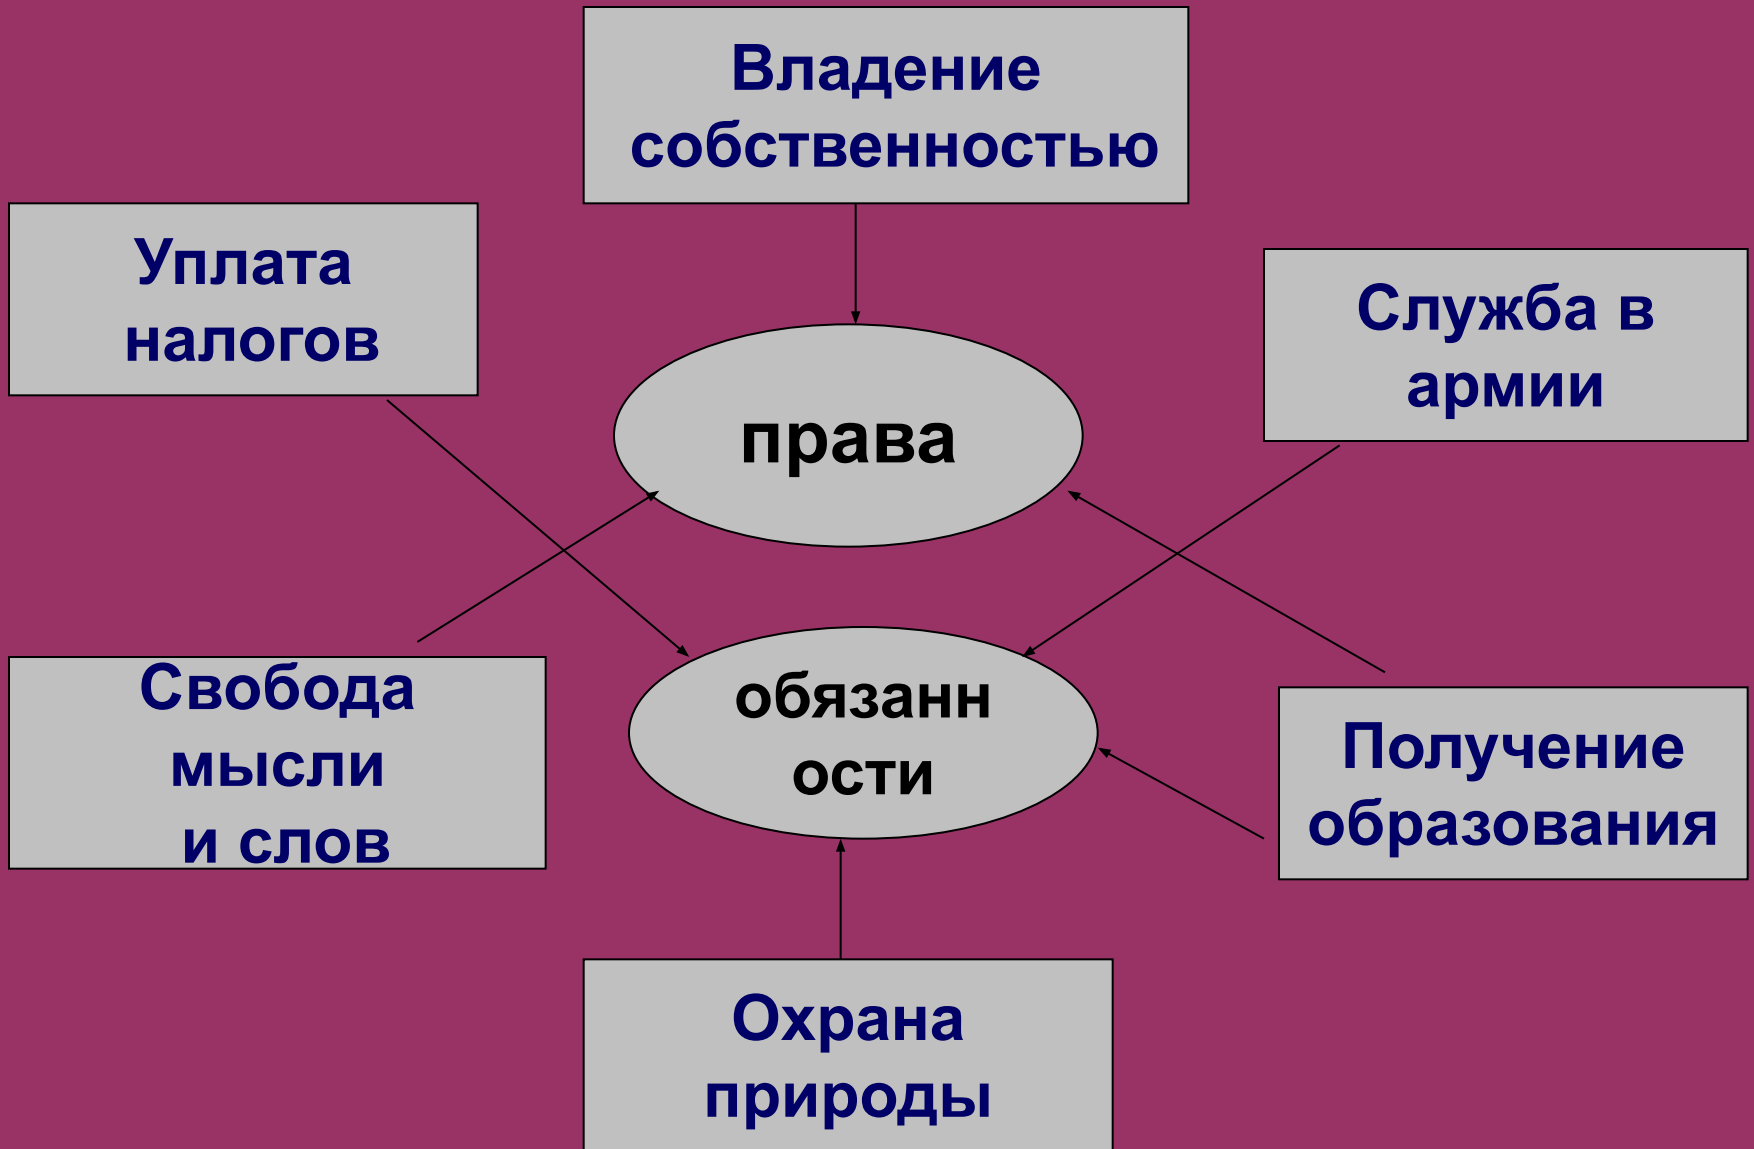 Владение
собственностью
Уплата
налогов
Служба в
армии
права
Свобода
мысли
и слов
обязанн
ости
Получение
образования
Охрана
природы